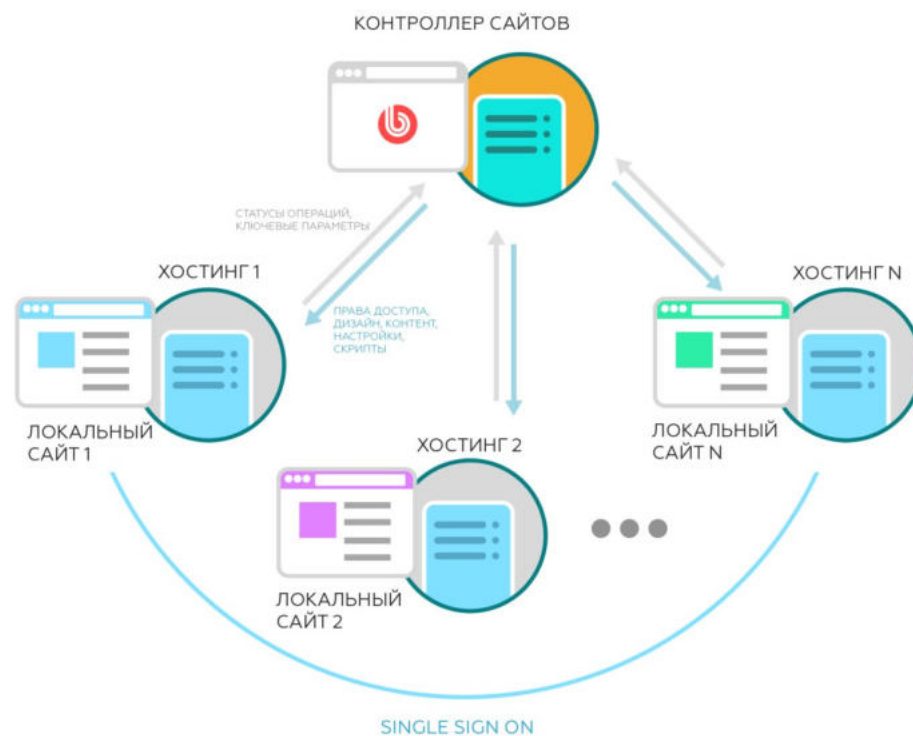 КОНТРОЛЛЕР САЙТОВ
СТАТУСЫ ОПЕРАЦИЙ,
КЛЮЧЕВЫЕ ПАРАМЕТРЫ
ХОСТИНГ 1
ХОСТИНГ N
ПРАВА ДОСТУПА,
ДИЗАЙН, КОНТЕНТ,
НАСТРОЙКИ,
СКРИПТЫ
ЛОКАЛЬНЫЙ
САЙТ 1
ХОСТИНГ 2
ЛОКАЛЬНЫЙ
САЙТ N
ЛОКАЛЬНЫЙ
САЙТ 2
SINGLE SIGN ON